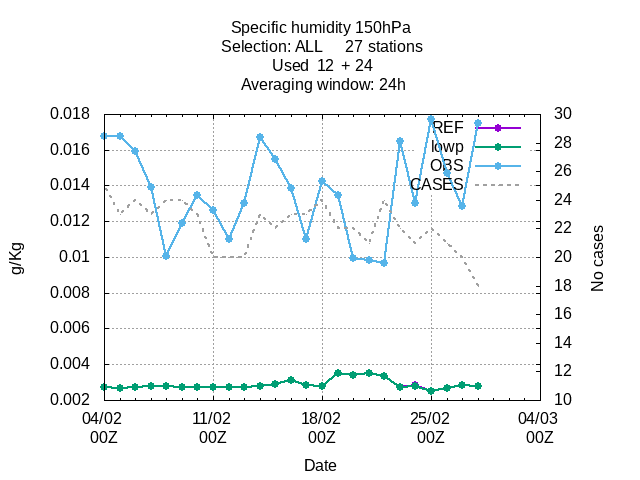 Specific humidity 150hPa
Selection: ALL 27 stations
Used 12 + 24
Averaging window: 24h
0.018
0.016
0.014
0.012
0.01
0.008
0.006
0.004
0.002
30
28
26
24
22
20
18
16
14
12
10
REF
lowp
OBS
CASES
g/Kg
No cases
04/02 11/02 18/02 25/02 04/03
00Z 00Z 00Z 00Z 00Z
Date